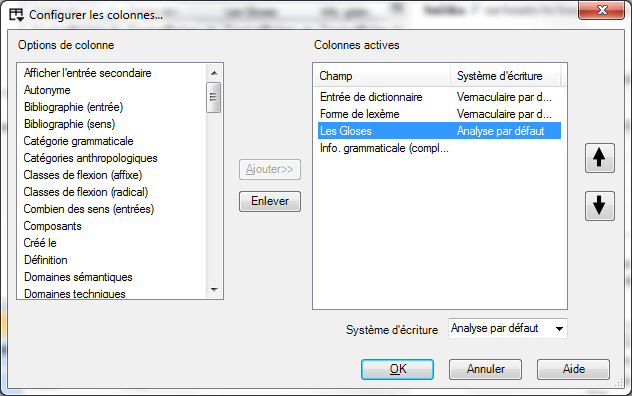 Configurer les colonnes...
Options de colonne
Afficher l'entrée secondaire
Autonyme
Bibliographie (entrée)
Bibliographie (sens)
Catégorie grammaticale
Catégories anthropologiques
Classes de flexion (affixe)
Classes de flexion (radical)
Combien des sens (entrées)
Composants
Créé le
Définition
Domaines sémantiques
Domaines techniques
Ajouter>>
Enlever
Colonnes actives
Champ Système d'écriture
Entrée de dictionnaire Vernaculaire par d...
Forme de lexème Vernaculaire par d...
Les Gloses Analyse par défaut
Info. grammaticale (compl...
Système d'écriture Analyse par défaut
OK Annuler Aide